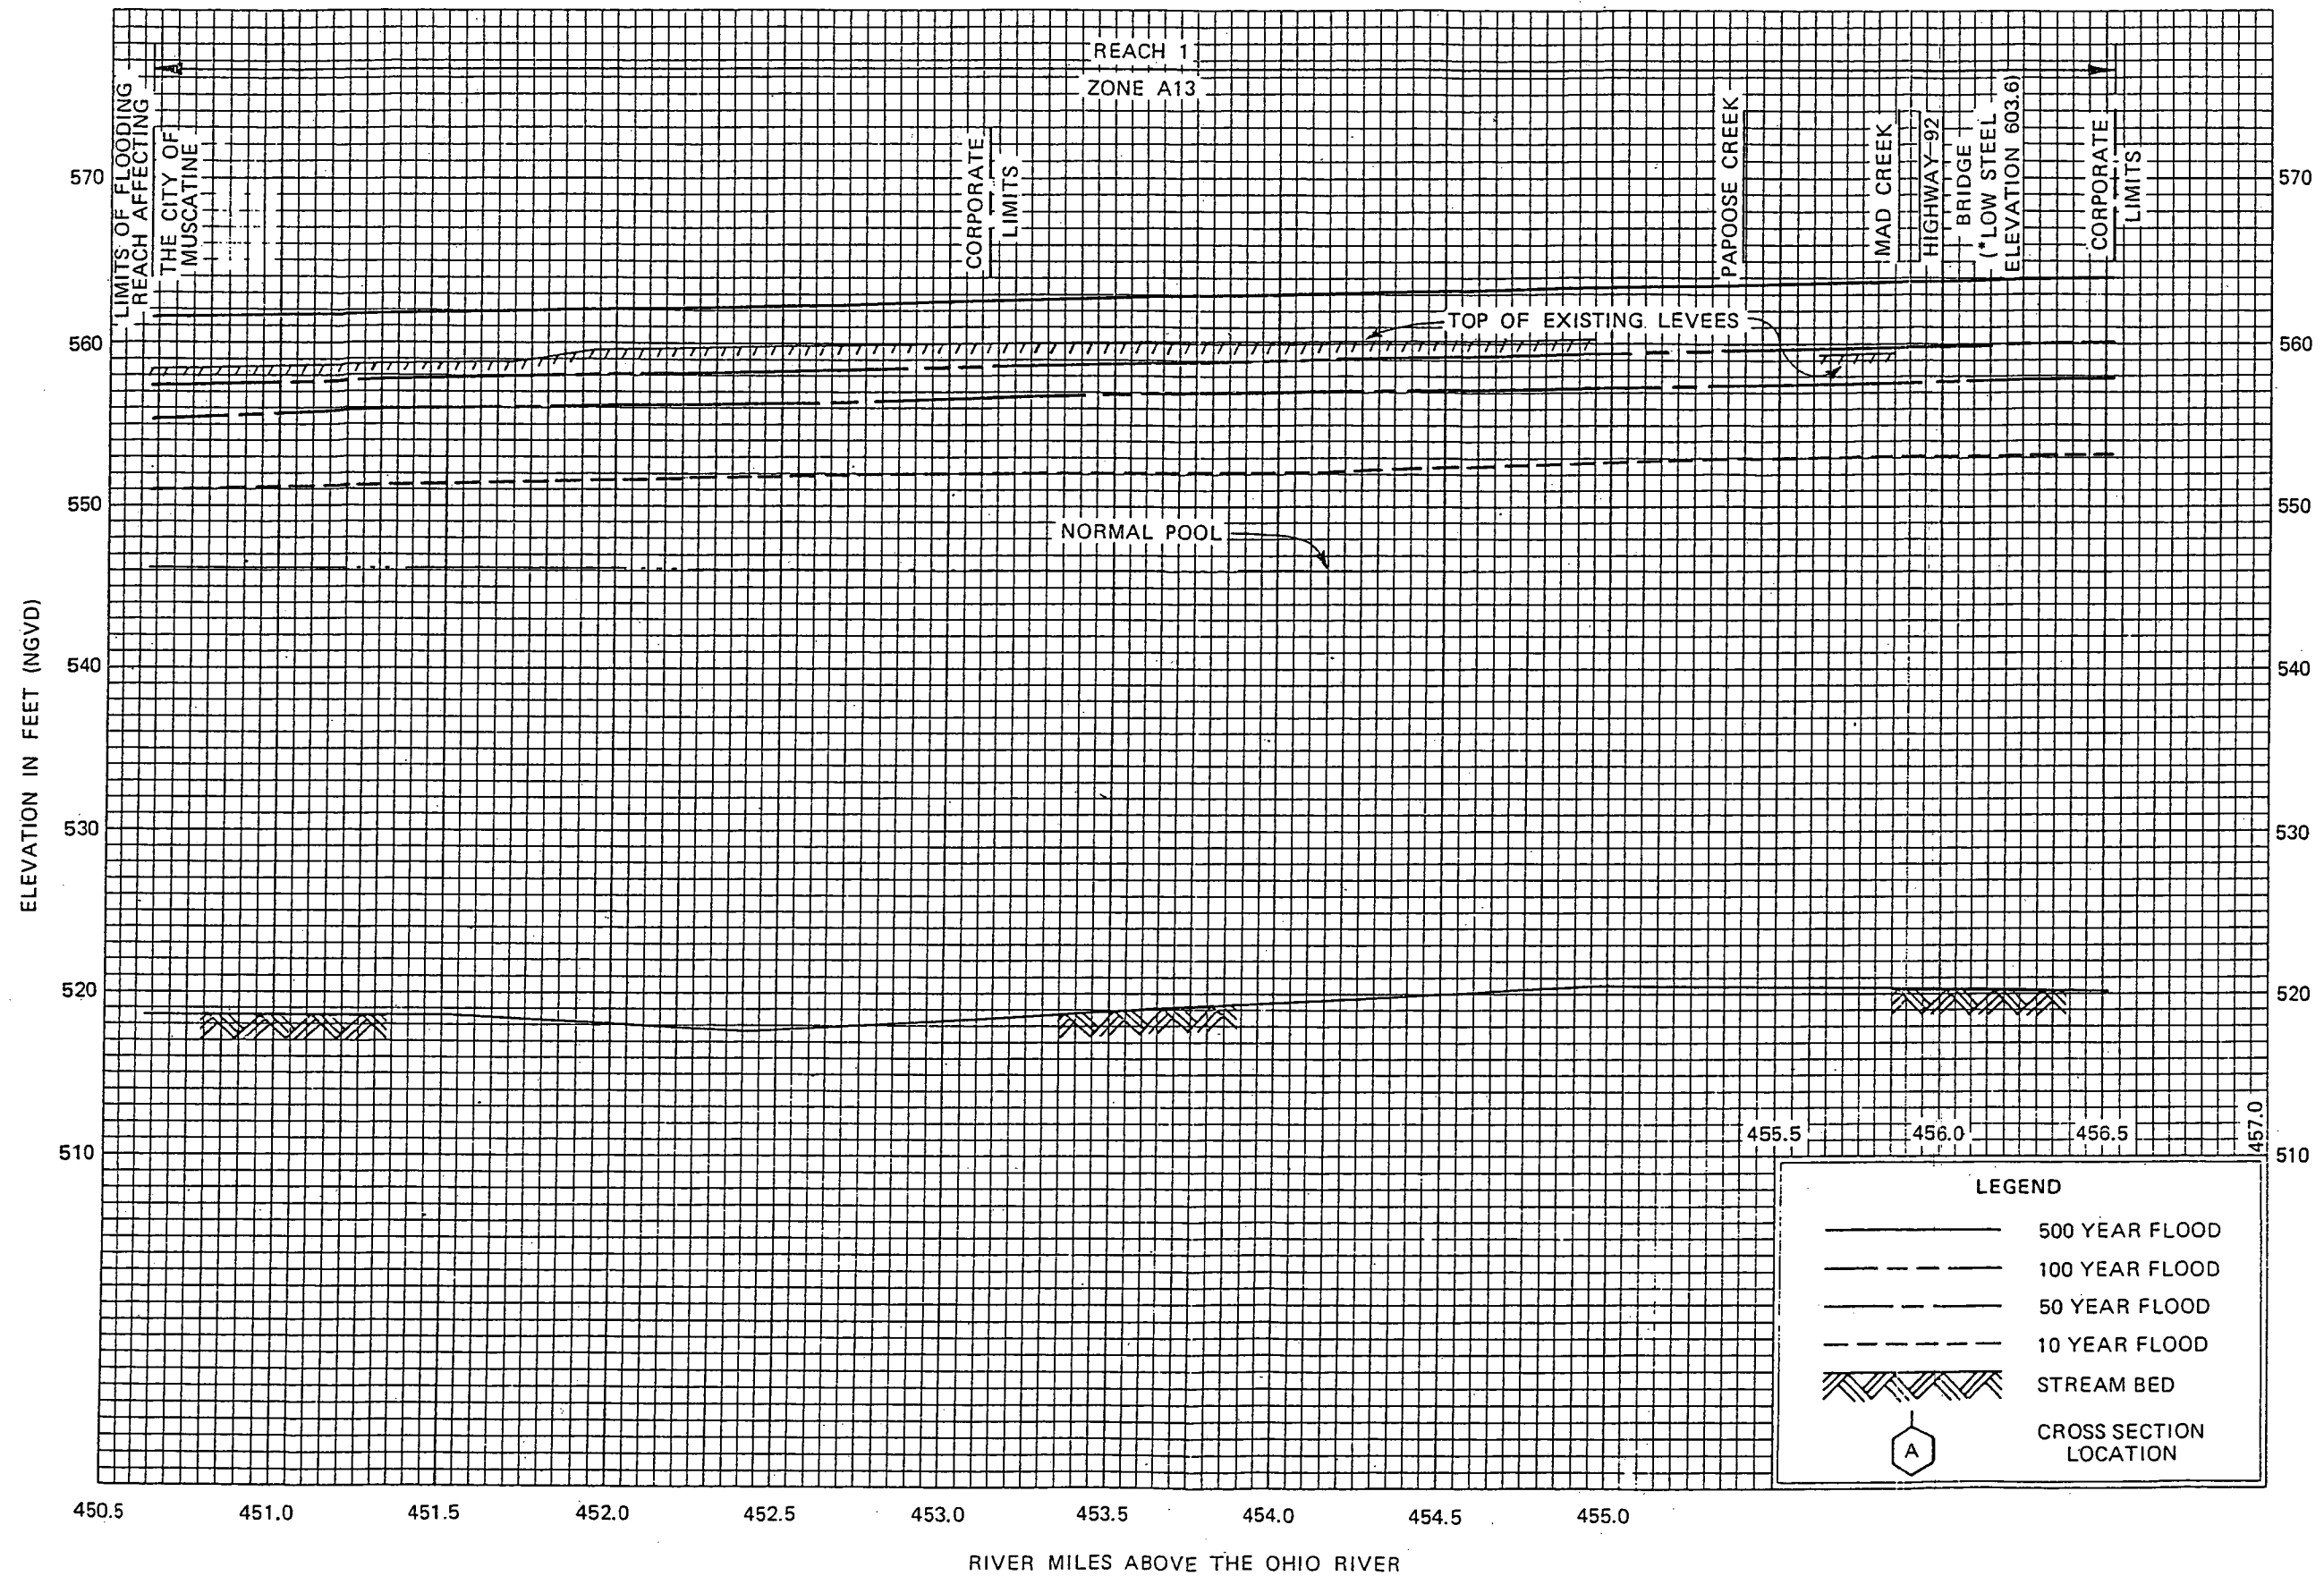 REACH 1
ZONE A13
LIMITS OF FLOODING
REACH AFFECTING
THE CITY OF
MUSCATINE
CORPORATE
LIMITS
PAPOOSE CREEK
MAD CREEK
HIGHWAY-92
BRIDGE
(*LOW STEEL
ELEVATION 603.6)
CORPORATE
LIMITS
TOP OF EXISTING LEVEES
NORMAL POOL
ELEVATION IN FEET (NGVD)
570
560
550
540
530
520
510
570
560
550
540
530
520
510
455.5
456.0
456.5
457.0
LEGEND
500 YEAR FLOOD
100 YEAR FLOOD
50 YEAR FLOOD
10 YEAR FLOOD
STREAM BED
A
CROSS SECTION
LOCATION
450.5
451.0
451.5
452.0
452.5
453.0
453.5
454.0
454.5
455.0
RIVER MILES ABOVE THE OHIO RIVER